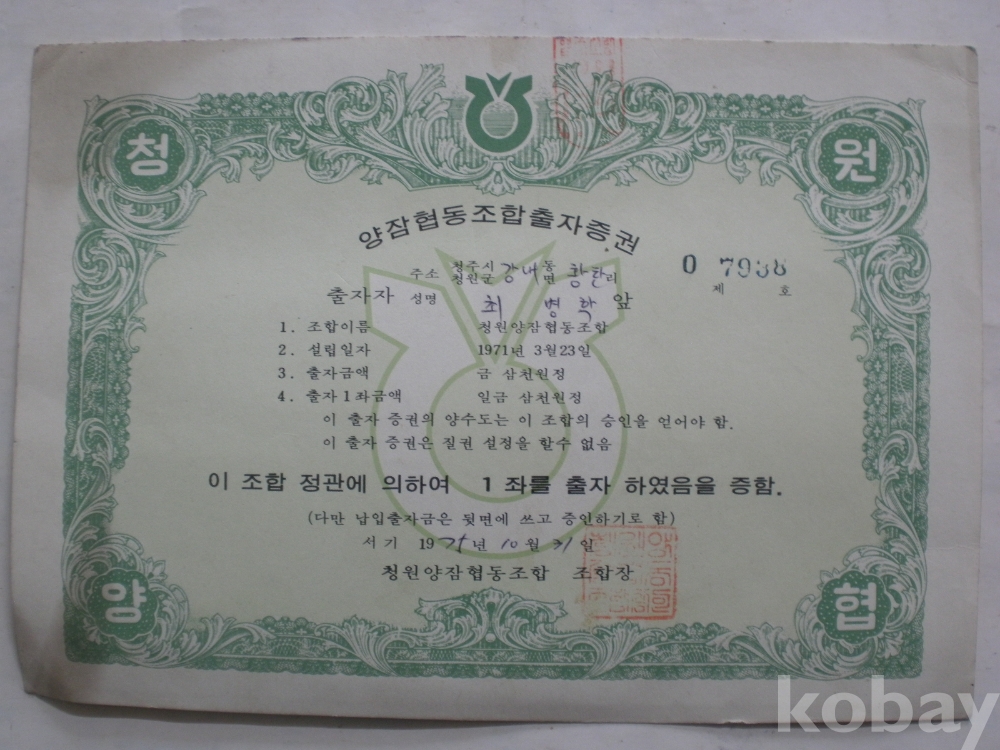 청 원
양잠협동조합출자증권
0 7938
제 호
주소 청주시 청원군 강내 동 면 황탄리
출자자 성명 최 병 학 앞
1. 조합이름 청원양잠협동조합
2. 설립일자 1971년 3월23일
3. 출자금액 금 삼천원정
4. 출자1좌금액 일금 삼천원정
이 출자 증권의 양수도는 이 조합의 승인을 얻어야 함.
이 출자 증권은 질권 설정을 할수 없음
이 조합 정관에 의하여 1 좌를 출자 하였음을 증함.
(다만 납입출자금은 뒷면에 쓰고 증인하기로 함)
서기 19 년 10월 31일
청원양잠협동조합 조합장
양 협
kobay